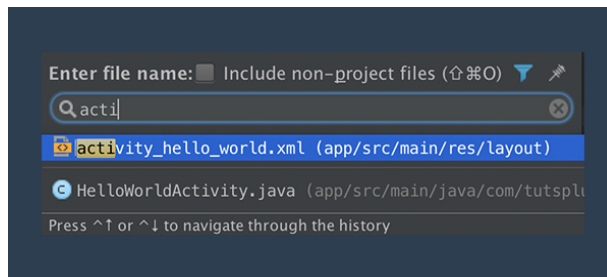 Enter file name: Include non-project files (⇧⌘O)
acti
activity_hello_world.xml (app/src/main/res/layout)
HelloWorldActivity.java (app/src/main/java/com/tutsplu
Press ^↑ or ^↓ to navigate through the history